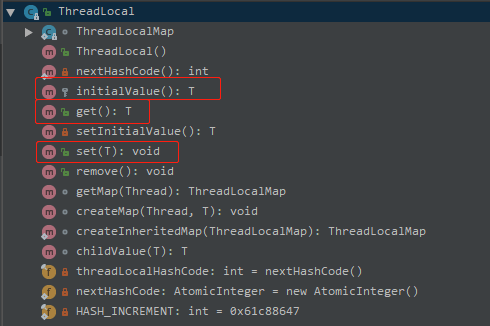 ThreadLocal
ThreadLocalMap
ThreadLocal()
nextHashCode(): int
initialValue(): T
get(): T
setInitialValue(): T
set(T): void
remove(): void
getMap(Thread): ThreadLocalMap
createMap(Thread, T): void
createInheritedMap(ThreadLocalMap): ThreadLocalMap
childValue(T): T
threadLocalHashCode: int = nextHashCode()
nextHashCode: AtomicInteger = new AtomicInteger()
HASH_INCREMENT: int = 0x61c88647